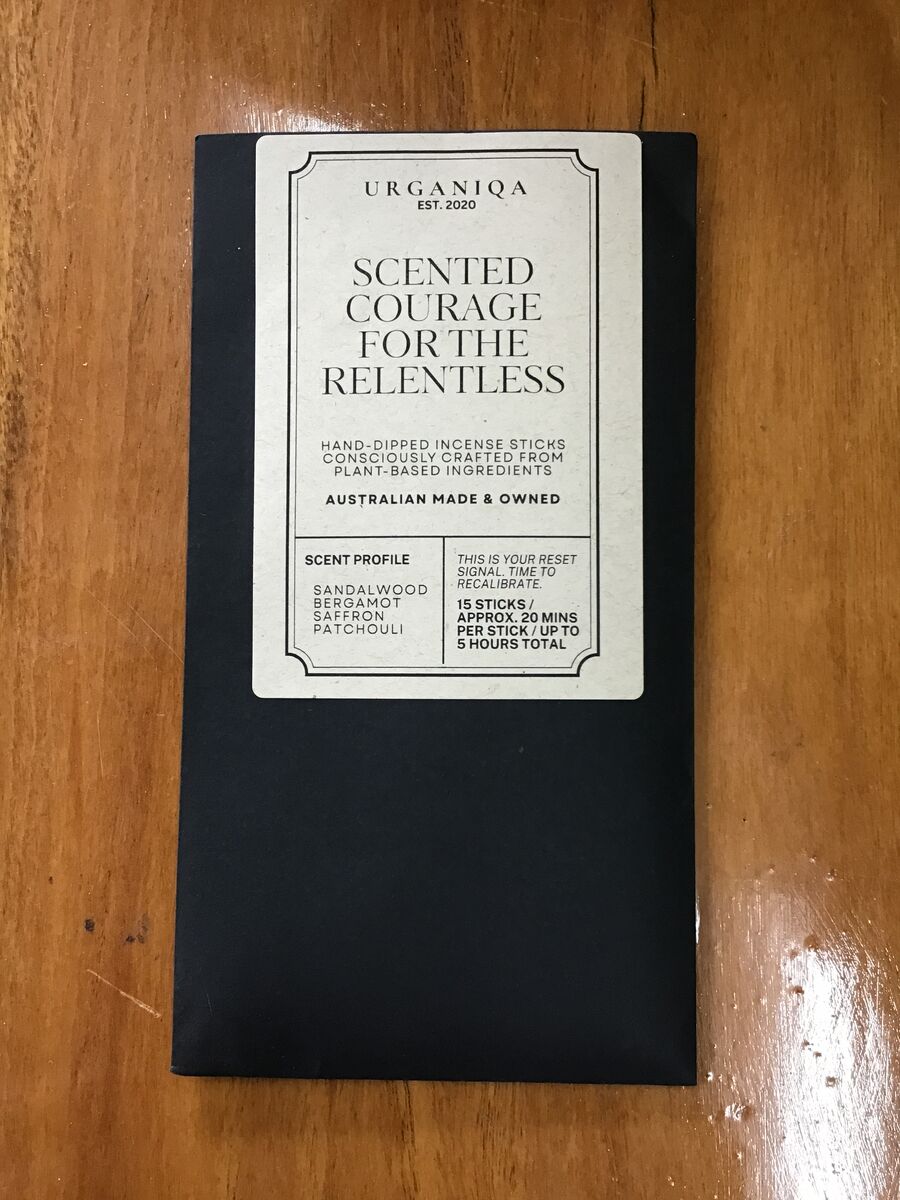 URGANIQA
EST. 2020
SCENTED
COURAGE
FOR THE
RELENTLESS
HAND-DIPPED INCENSE STICKS
CONSCIOUSLY CRAFTED FROM
PLANT-BASED INGREDIENTS
AUSTRALIAN MADE & OWNED
SCENT PROFILE
SANDALWOOD
BERGAMOT
SAFFRON
PATCHOULI
THIS IS YOUR RESET
SIGNAL. TIME TO
RECALIBRATE.
15 STICKS /
APPROX. 20 MINS
PER STICK / UP TO
5 HOURS TOTAL